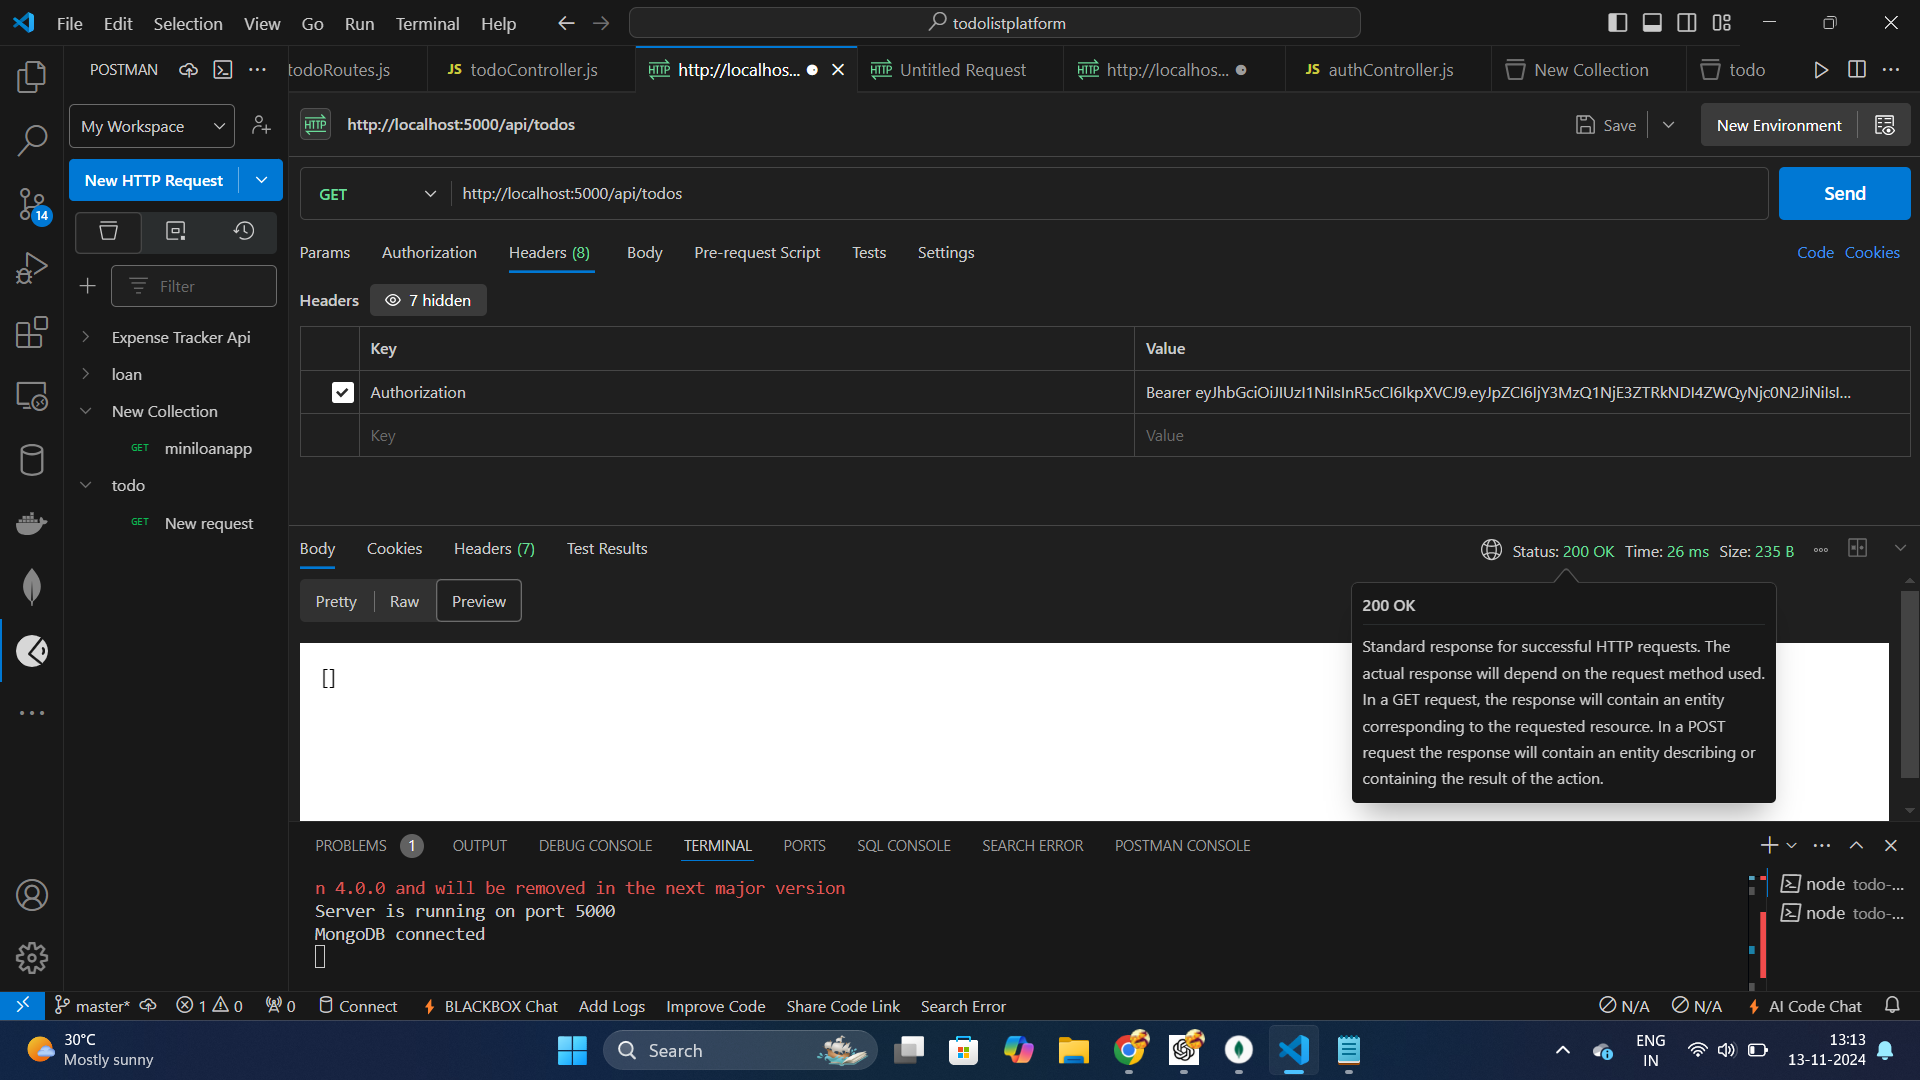 File Edit Selection View Go Run Terminal Help
todolistplatform
POSTMAN
todoRoutes.js
JS todoController.js
HTTP http://localhos...
HTTP Untitled Request
HTTP http://localhos...
JS authController.js
New Collection
todo
My Workspace
New HTTP Request
14
Filter
Expense Tracker Api
loan
New Collection
GET miniloanapp
todo
GET New request
HTTP http://localhost:5000/api/todos
Save
New Environment
GET http://localhost:5000/api/todos
Send
Params Authorization Headers (8) Body Pre-request Script Tests Settings
Code Cookies
Headers 7 hidden
Key Value
Authorization Bearer eyJhbGciOiJIUzI1NiIsInR5cCI6IkpXVCJ9.eyJpZCI6IjY3MzQ1NjE3ZTRkNDI4ZWQyNjc0N2JiNiIsI...
Key Value
Body Cookies Headers (7) Test Results
Status: 200 OK Time: 26 ms Size: 235 B
Pretty Raw Preview
[]
200 OK
Standard response for successful HTTP requests. The
actual response will depend on the request method used.
In a GET request, the response will contain an entity
corresponding to the requested resource. In a POST
request the response will contain an entity describing or
containing the result of the action.
PROBLEMS 1 OUTPUT DEBUG CONSOLE TERMINAL PORTS SQL CONSOLE SEARCH ERROR POSTMAN CONSOLE
n 4.0.0 and will be removed in the next major version
Server is running on port 5000
MongoDB connected
node todo-...
node todo-...
master* 1 0 0 Connect BLACKBOX Chat Add Logs Improve Code Share Code Link Search Error
N/A N/A AI Code Chat
30°C
Mostly sunny
Search
ENG
IN
13:13
13-11-2024